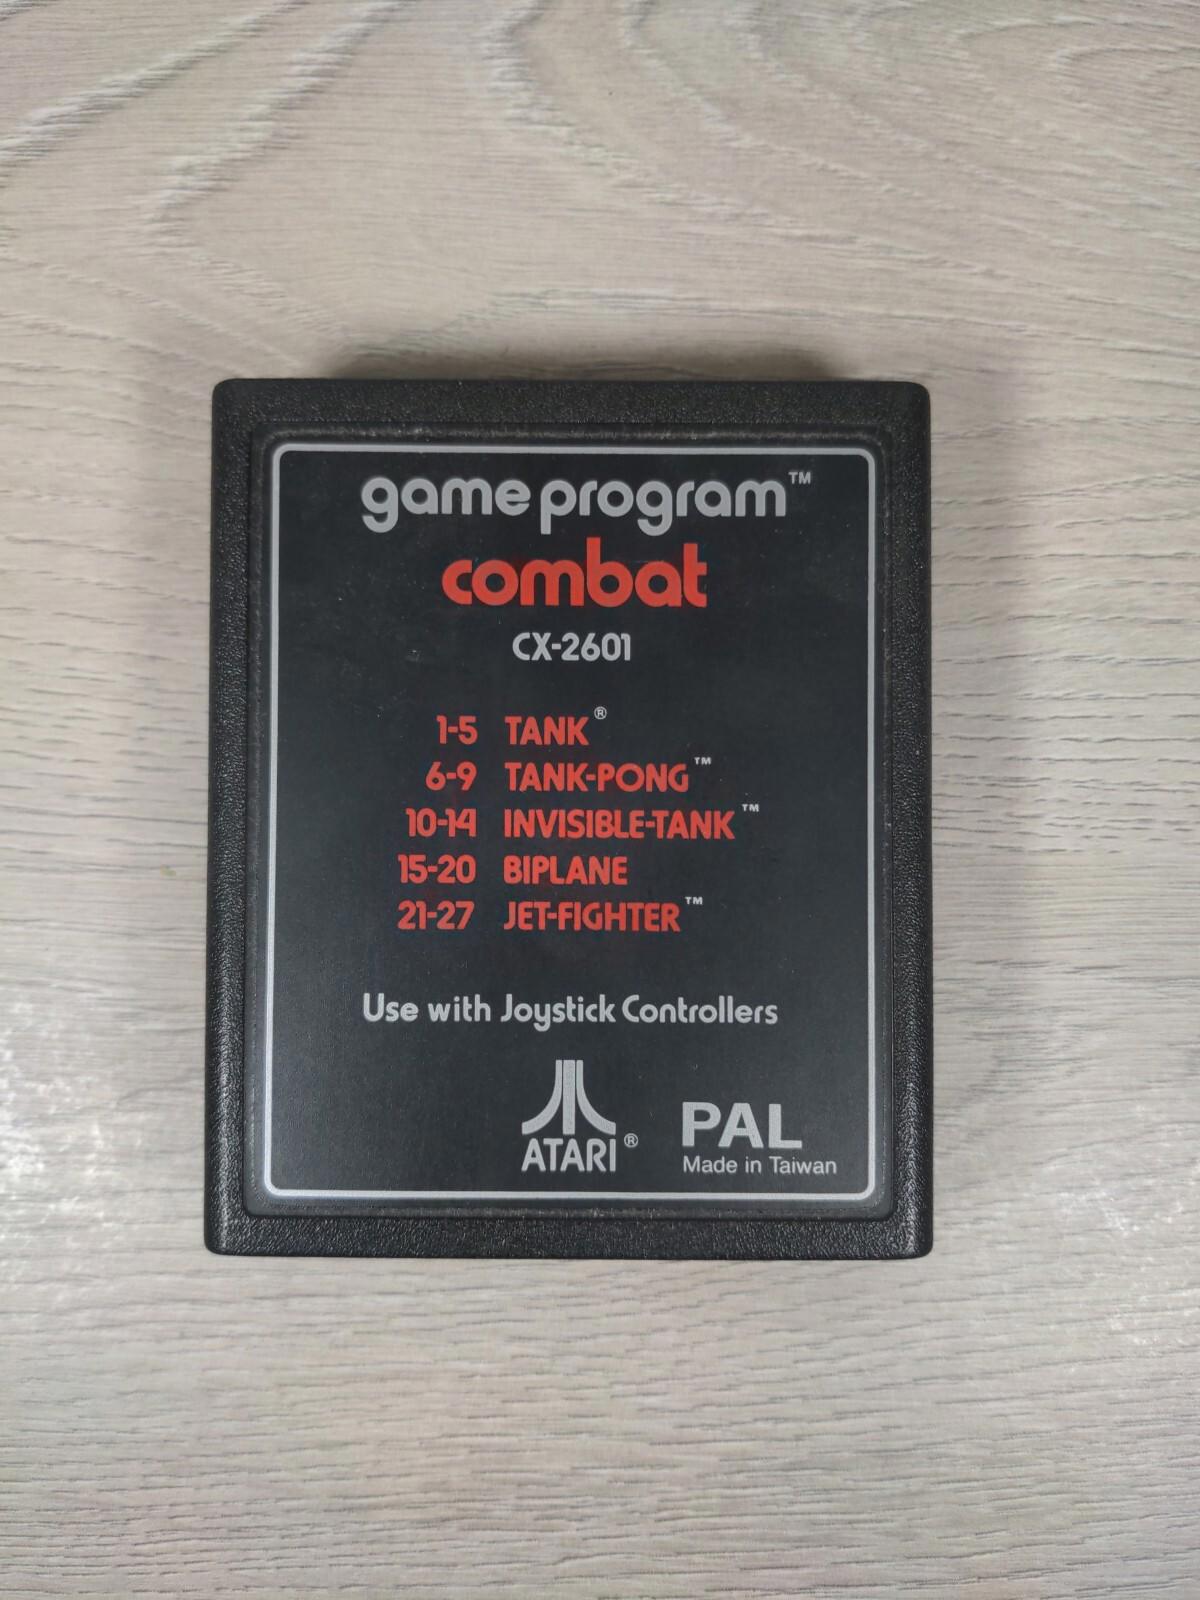 game program™
combat
CX-2601
1-5 TANK®
6-9 TANK-PONG™
10-14 INVISIBLE-TANK™
15-20 BIPLANE
21-27 JET-FIGHTER™
Use with Joystick Controllers
ATARI®
PAL
Made in Taiwan